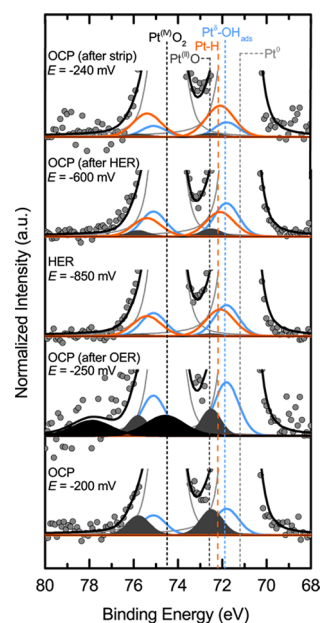 Pt(IV)O2
Ptδ-OHads
Pt(II)O
Pt-H
Pt0
OCP (after strip)
E = -240 mV
OCP (after HER)
E = -600 mV
HER
E = -850 mV
OCP (after OER)
E = -250 mV
OCP
E = -200 mV
Normalized Intensity (a.u.)
80 78 76 74 72 70 68
Binding Energy (eV)